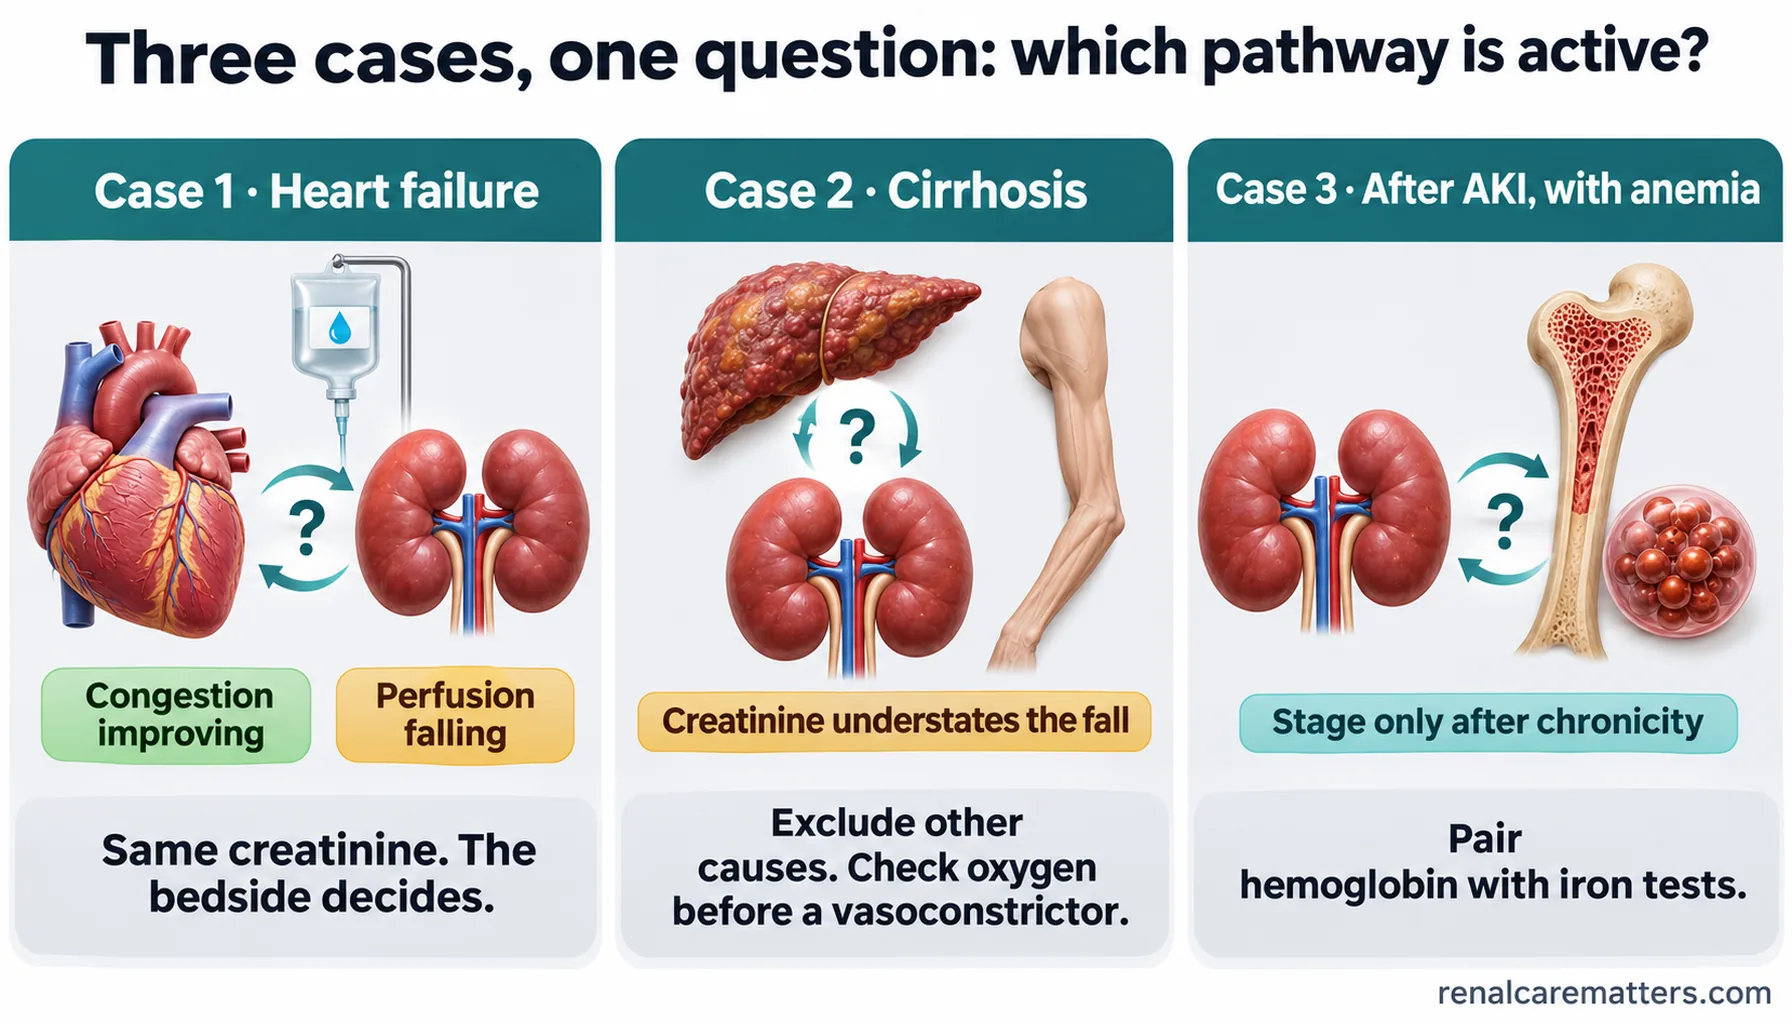 Three cases, one question: which pathway is active?
Case 1 · Heart failure
?
Congestion
improving
Perfusion
falling
Same creatinine. The
bedside decides.
Case 2 · Cirrhosis
?
Creatinine understates the fall
Exclude other
causes. Check oxygen
before a vasoconstrictor.
Case 3 · After AKI, with anemia
?
Stage only after chronicity
Pair
hemoglobin with iron tests.
renalcarematters.com